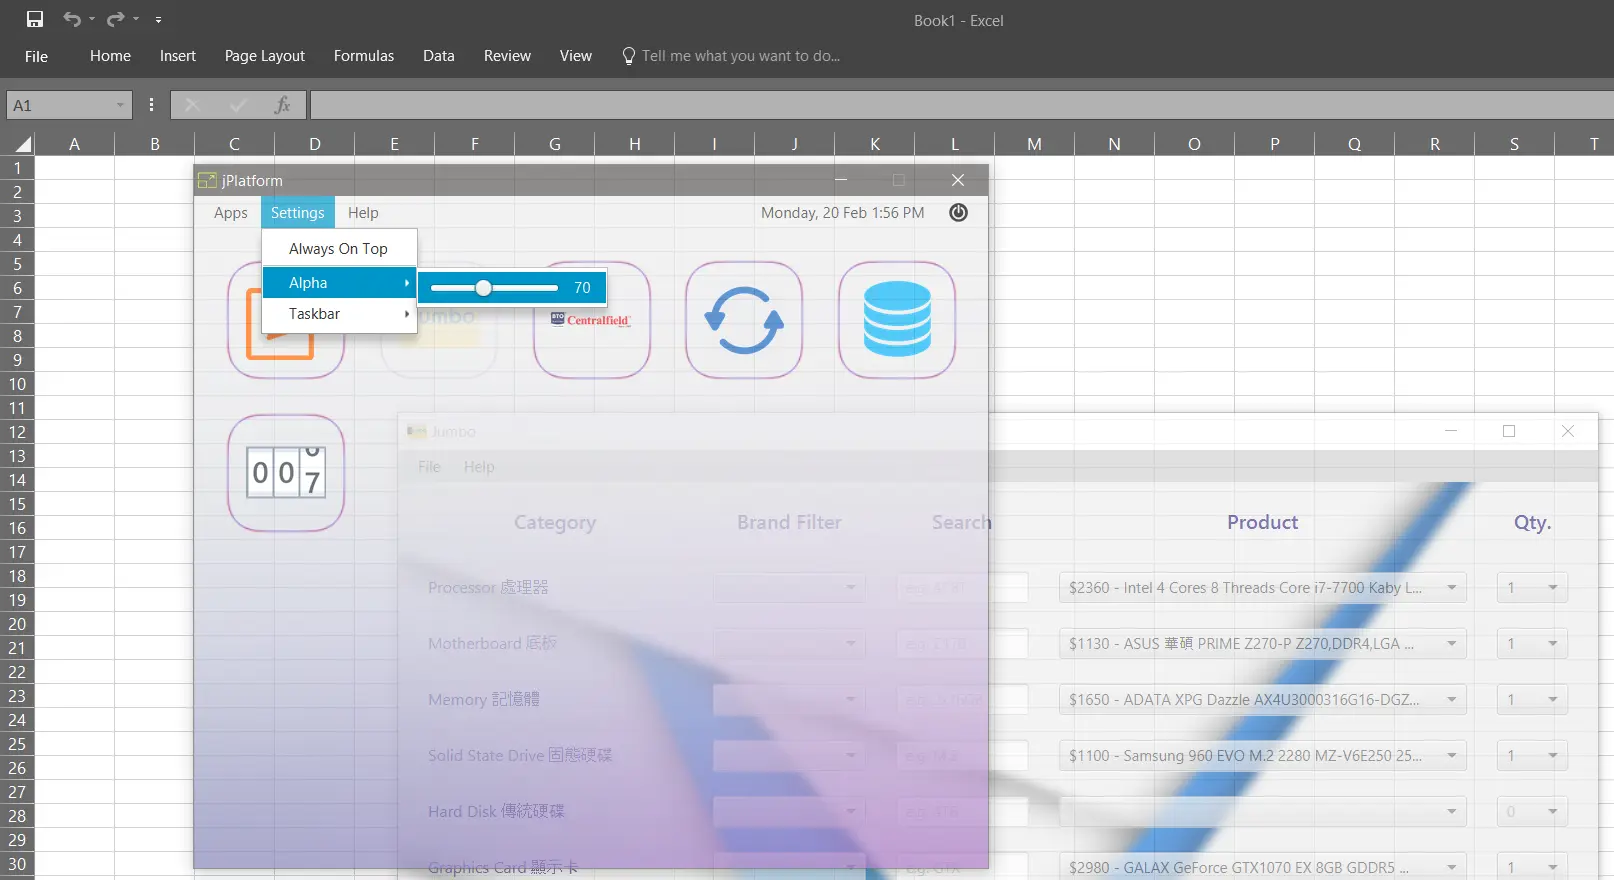 Book1 - Excel
File Home Insert Page Layout Formulas Data Review View Tell me what you want to do...
A1 fx
A B C D E F G H I J K L M N O P Q R S T
1
2
3
4
5
6
7
8
9
10
11
12
13
14
15
16
17
18
19
20
21
22
23
24
25
26
27
28
29
30
jPlatform
Apps Settings Help Monday, 20 Feb 1:56 PM
Always On Top
Alpha 70
Taskbar
Jumbo
Centralfield
0 0 7
Jumbo
File Help
Category Brand Filter Search Product Qty.
Processor 處理器 $2360 - Intel 4 Cores 8 Threads Core i7-7700 Kaby L... 1
Motherboard 底板 $1130 - ASUS 華碩 PRIME Z270-P Z270,DDR4,LGA ... 1
Memory 記憶體 $1650 - ADATA XPG Dazzle AX4U3000316G16-DGZ... 1
Solid State Drive 固態硬碟 $1100 - Samsung 960 EVO M.2 2280 MZ-V6E250 25... 1
Hard Disk 傳統硬碟 0
Graphics Card 顯示卡 $2980 - GALAX GeForce GTX1070 EX 8GB GDDR5 ... 1